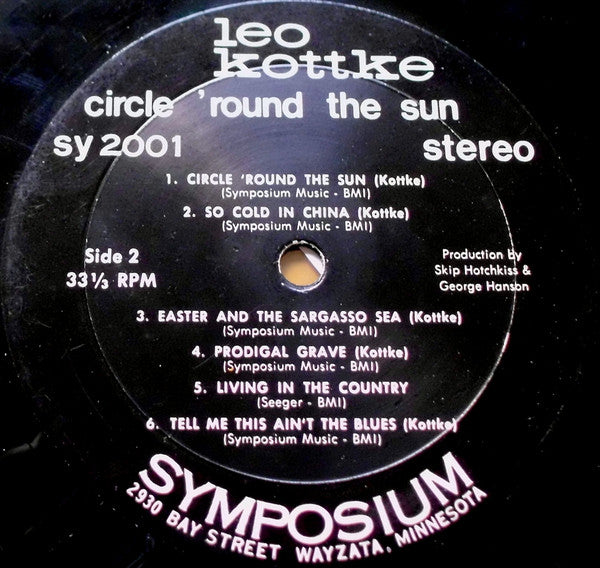 leo
kottke
circle 'round the sun
sy 2001
stereo
1. CIRCLE 'ROUND THE SUN (Kottke)
(Symposium Music - BMI)
2. SO COLD IN CHINA (Kottke)
(Symposium Music - BMI)
Side 2
33 1/3 RPM
Production by
Skip Hotchkiss &
George Hanson
3. EASTER AND THE SARGASSO SEA (Kottke)
(Symposium Music - BMI)
4. PRODIGAL GRAVE (Kottke)
(Symposium Music - BMI)
5. LIVING IN THE COUNTRY
(Seeger - BMI)
6. TELL ME THIS AIN'T THE BLUES (Kottke)
(Symposium Music - BMI)
SYMPOSIUM
2930 BAY STREET WAYZATA, MINNESOTA